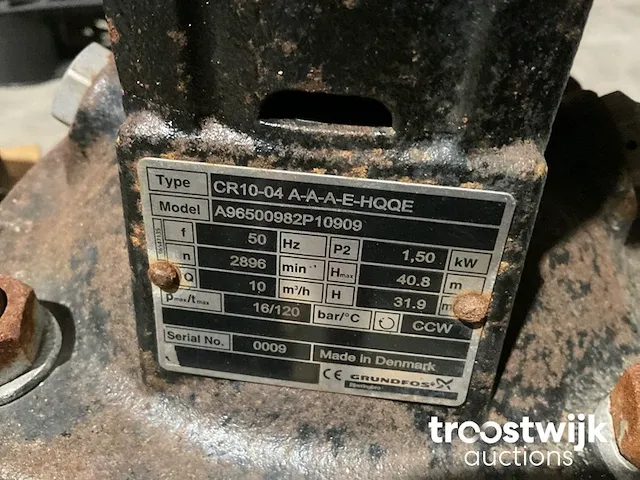 Type CR10-04 A-A-A-E-HQQE
Model A96500982P10909
f 50 Hz P2 1,50 kW
n 2896 min⁻¹ Hmax 40.8 m
Q 10 m³/h H 31.9 m
pmax/tmax 16/120 bar/°C CCW
Serial No. 0009 Made in Denmark
CE GRUNDFOS X
troostwijk
auctions